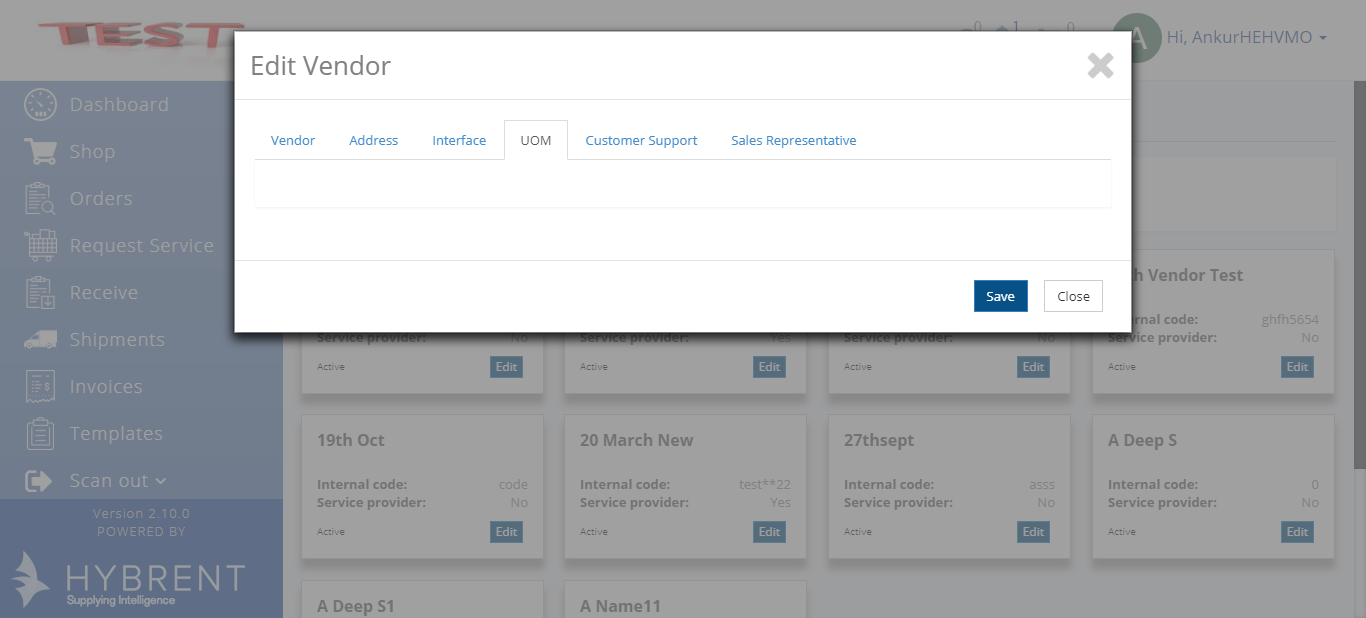 TEST
0
1
0
A
Hi, AnkurHEHVMO
Edit Vendor
Vendor
Address
Interface
UOM
Customer Support
Sales Representative
Save
Close
Dashboard
Shop
Orders
Request Service
Receive
Shipments
Invoices
Templates
Scan out
Version 2.10.0
POWERED BY
HYBRENT
Supplying Intelligence
h Vendor Test
rnal code: ghfh5654
Service provider: No
Service provider: Yes
Service provider: No
Service provider: No
Active Edit
Active Edit
Active Edit
Active Edit
19th Oct
Internal code: code
Service provider: No
Active Edit
20 March New
Internal code: test**22
Service provider: Yes
Active Edit
27thsept
Internal code: asss
Service provider: No
Active Edit
A Deep S
Internal code: 0
Service provider: No
Active Edit
A Deep S1
A Name11